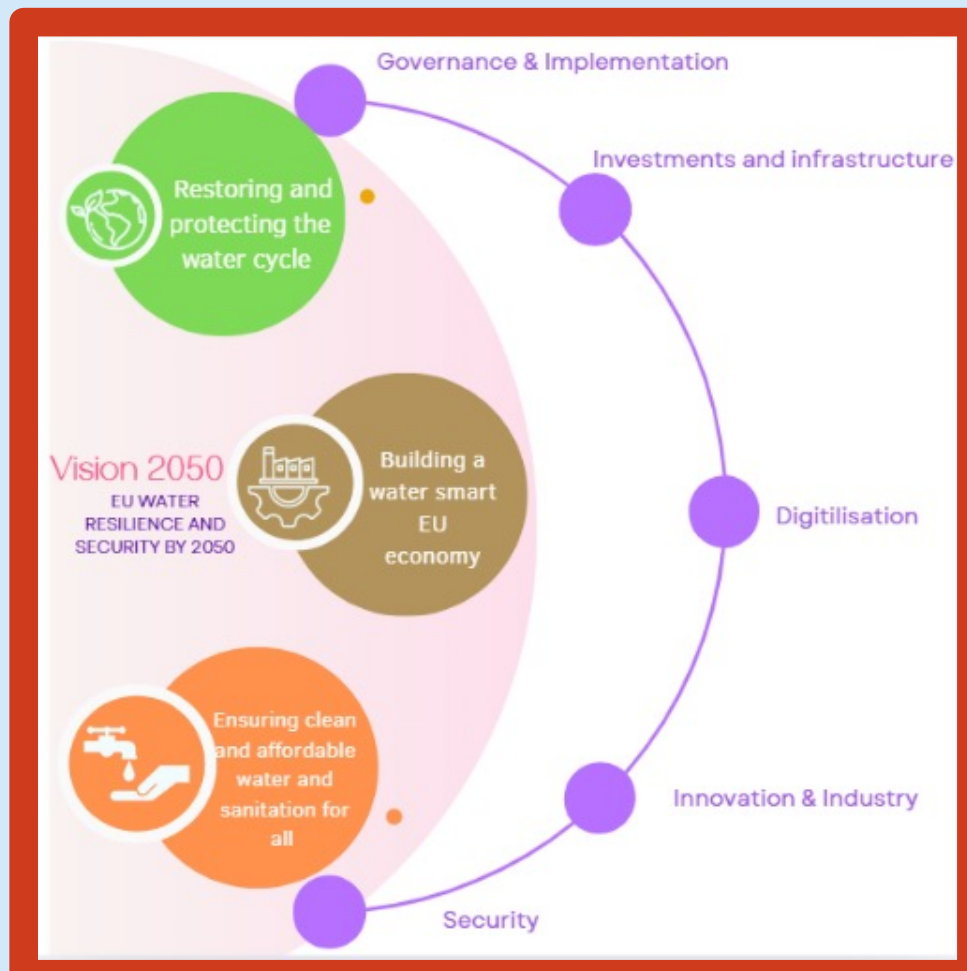 Governance & Implementation
Investments and infrastructure
Restoring and
protecting the
water cycle
Vision 2050
EU WATER
RESILIENCE AND
SECURITY BY 2050
Building a
water smart
EU
economy
Digitilisation
Ensuring clean
and affordable
water and
sanitation for
all
Innovation & Industry
Security